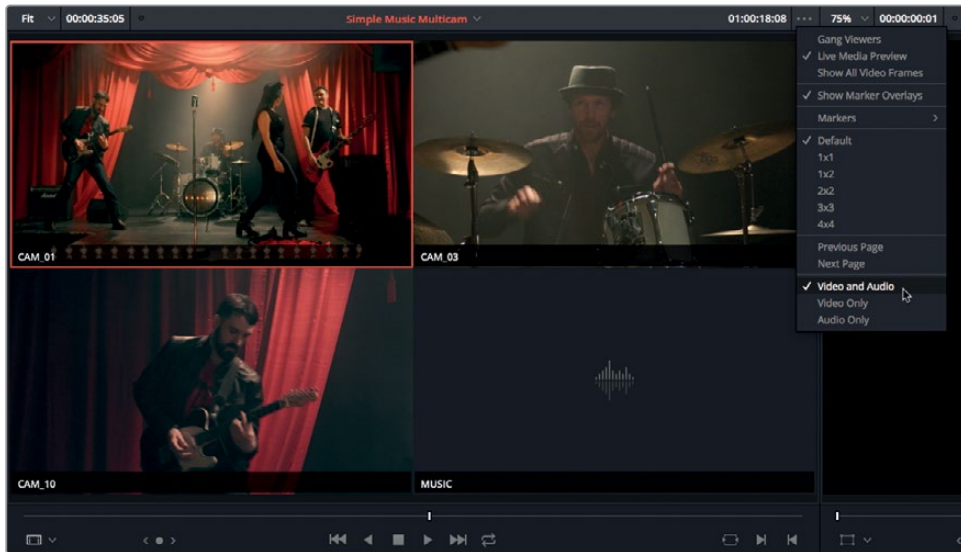 Fit 00:00:35:05 Simple Music Multicam 01:00:18:08 75% 00:00:00:01
Gang Viewers
Live Media Preview
Show All Video Frames
Show Marker Overlays
Markers
Default
1x1
1x2
2x2
3x3
4x4
Previous Page
Next Page
Video and Audio
Video Only
Audio Only
CAM_01
CAM_03
CAM_10
MUSIC